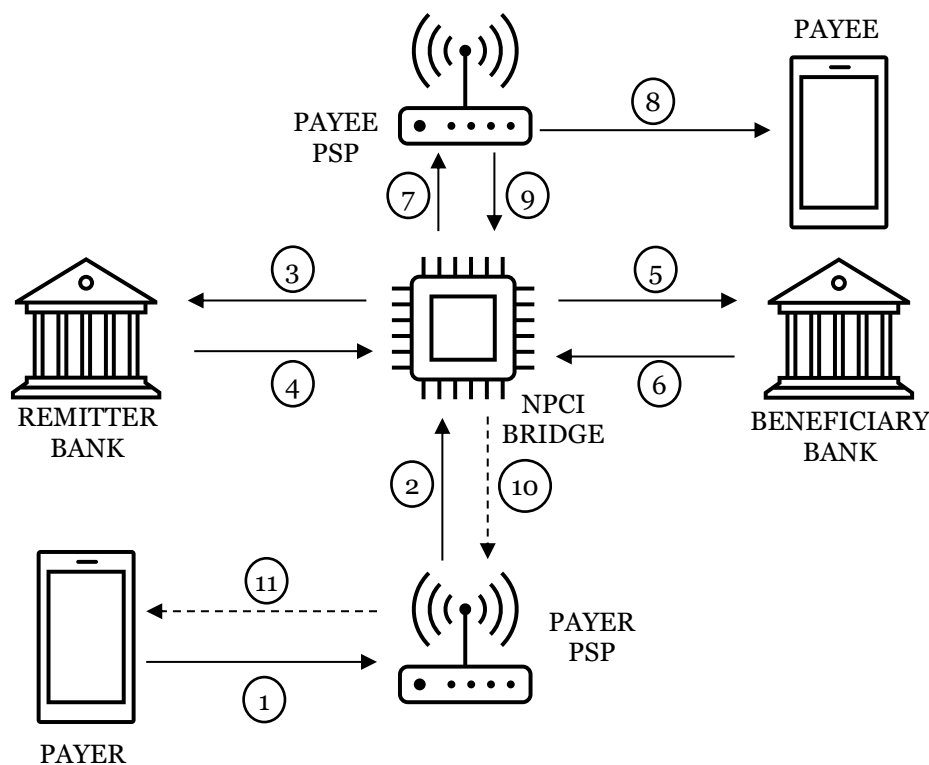 PAYEE
8
PAYEE
PSP
7
9
3
5
4
6
REMITTER
BANK
NPCI
BRIDGE
BENEFICIARY
BANK
2
10
11
PAYER
PSP
1
PAYER